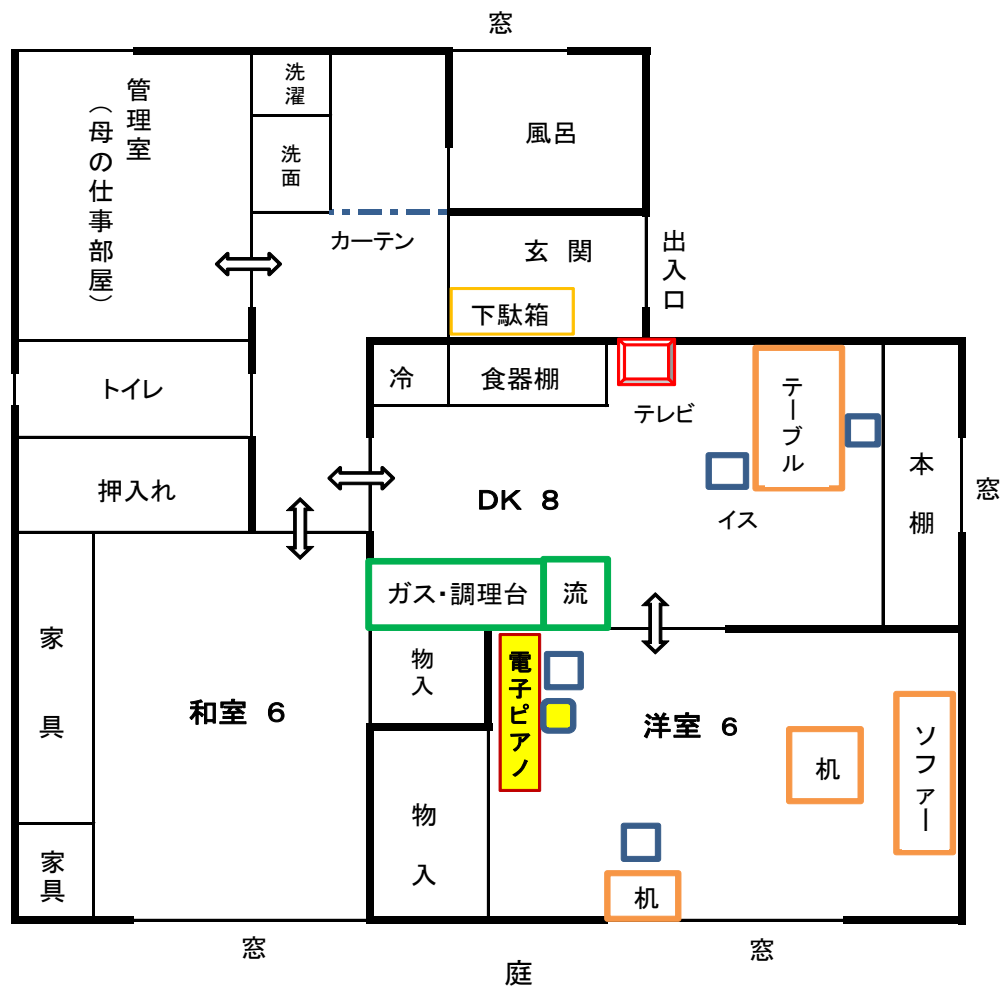 窓
管理室
（母の仕事部屋）
洗濯
洗面
風呂
カーテン
玄 関
出入口
下駄箱
トイレ
冷
食器棚
テレビ
テーブル
本 棚
窓
押入れ
DK 8
イス
ガス・調理台
流
家 具
和室 6
物入
電子ピアノ
洋室 6
机
ソファー
物 入
家具
机
窓
窓
庭